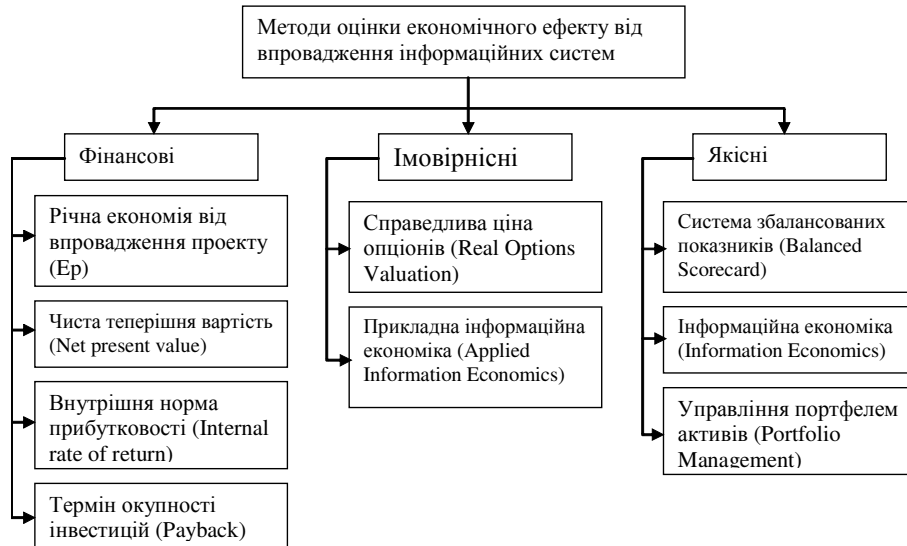 Методи оцінки економічного ефекту від
впровадження інформаційних систем
Фінансові
Річна економія від
впровадження проекту
(Ер)
Чиста теперішня вартість
(Net present value)
Внутрішня норма
прибутковості (Internal
rate of return)
Термін окупності
інвестицій (Payback)
Імовірнісні
Справедлива ціна
опціонів (Real Options
Valuation)
Прикладна інформаційна
економіка (Applied
Information Economics)
Якісні
Система збалансованих
показників (Balanced
Scorecard)
Інформаційна економіка
(Information Economics)
Управління портфелем
активів (Portfolio
Management)